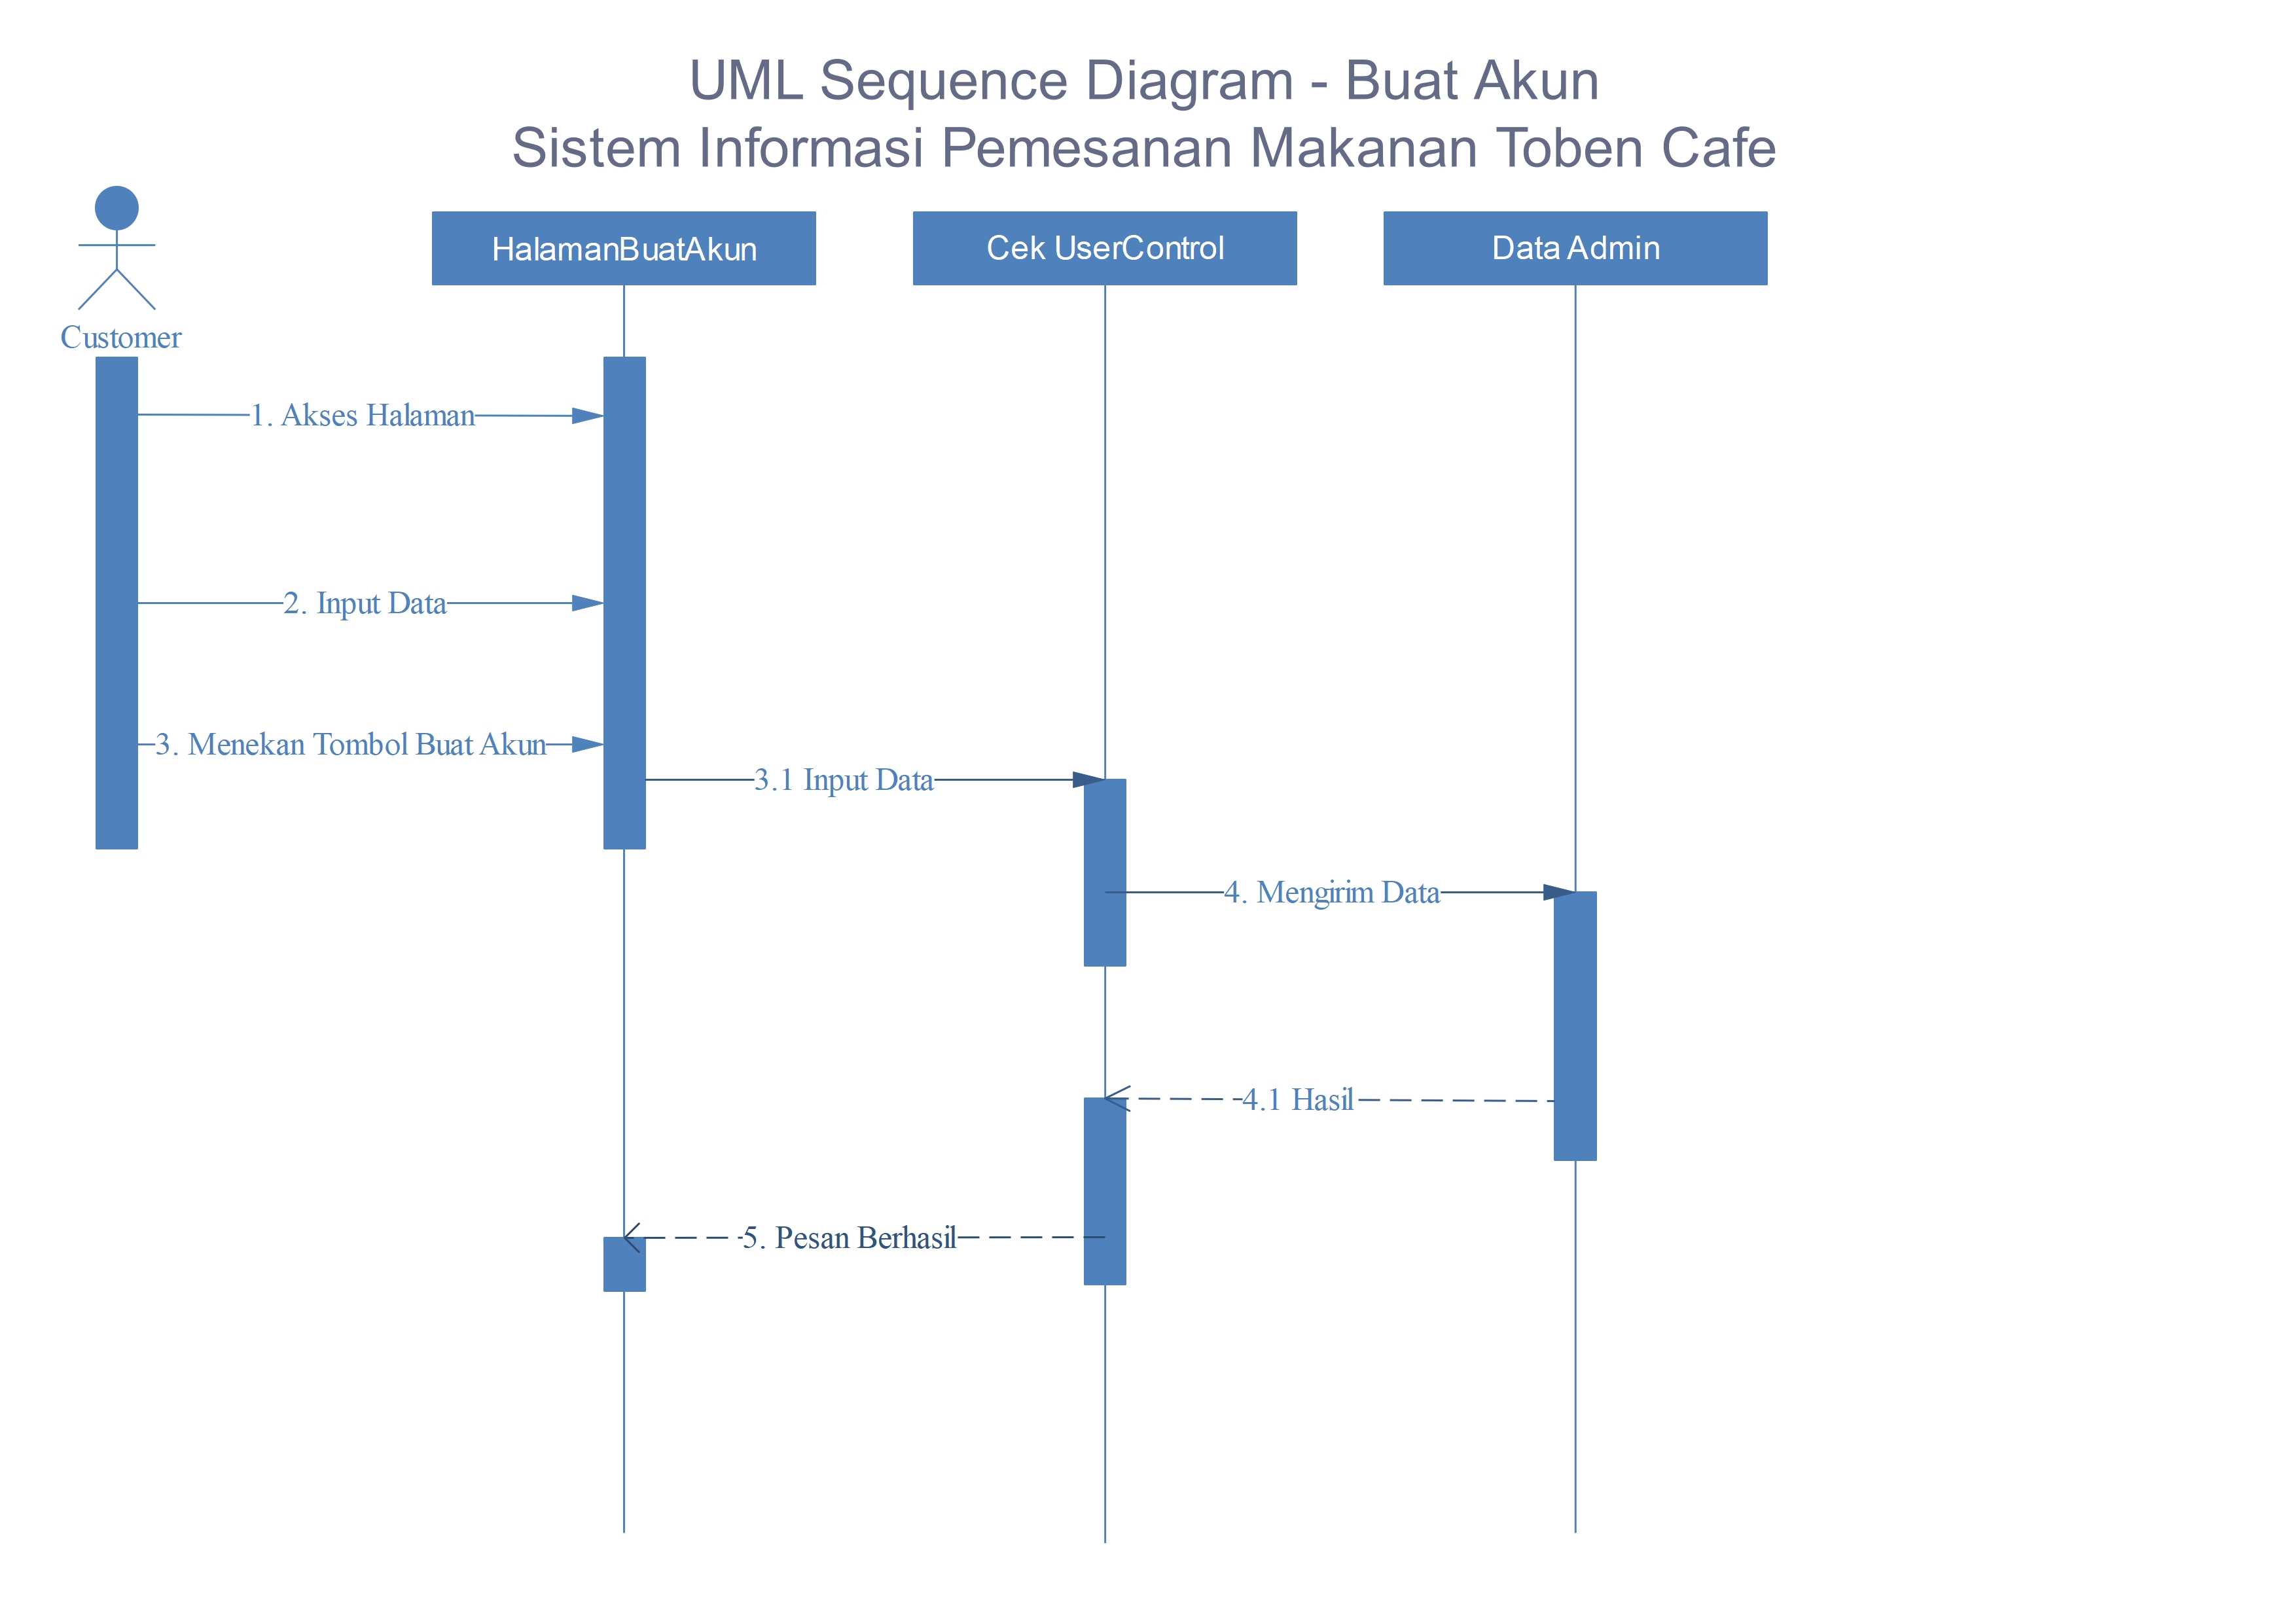 UML Sequence Diagram - Buat Akun
Sistem Informasi Pemesanan Makanan Toben Cafe
HalamanBuatAkun
Cek UserControl
Data Admin
Customer
1. Akses Halaman
2. Input Data
3. Menekan Tombol Buat Akun
3.1 Input Data
4. Mengirim Data
4.1 Hasil
5. Pesan Berhasil